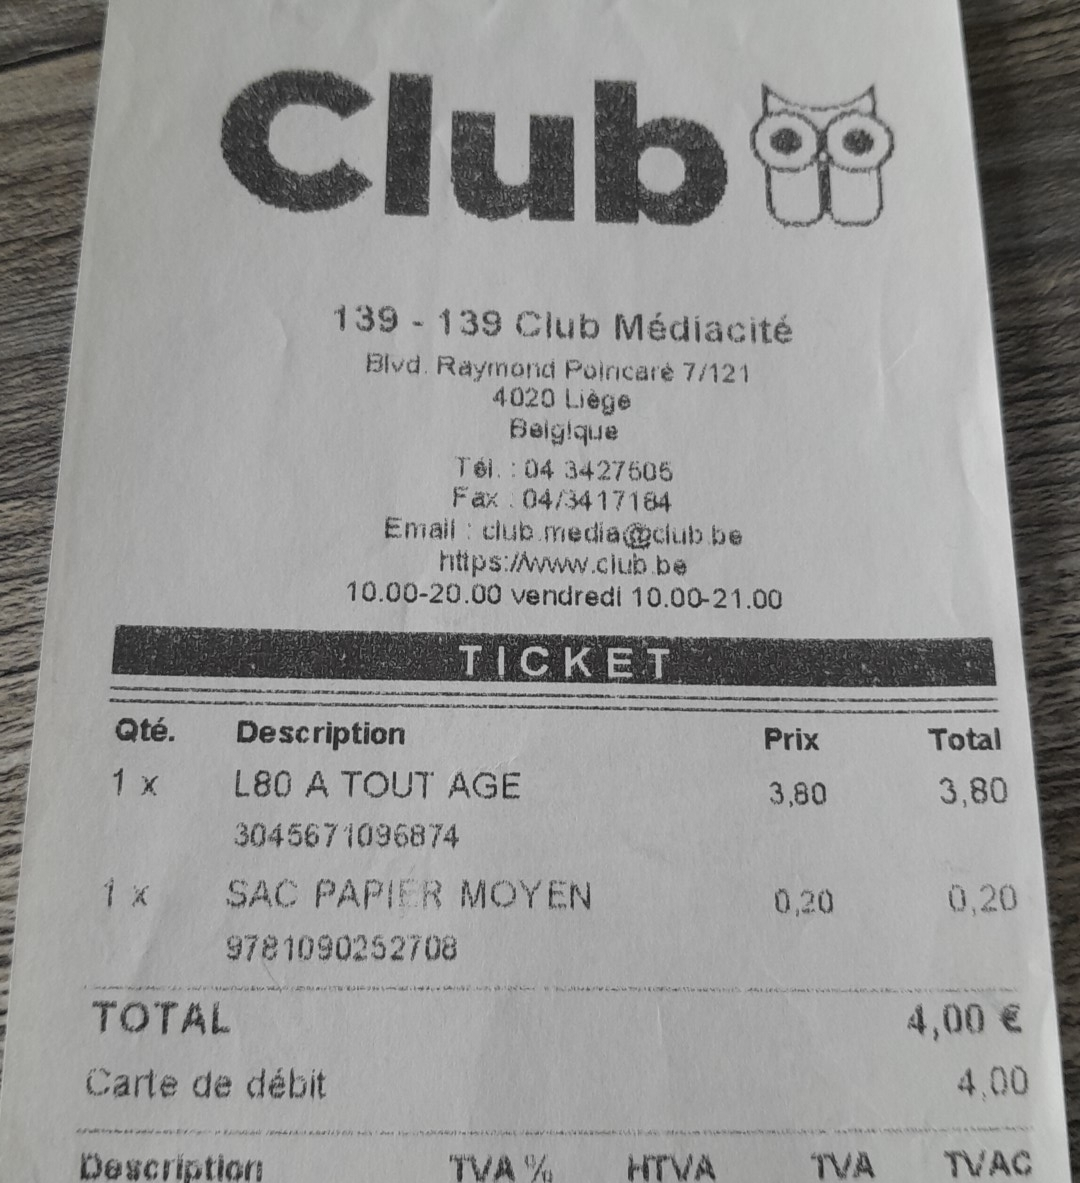 Club
139 - 139 Club Médiacité
Blvd. Raymond Poincaré 7/121
4020 Liège
Belgique
Tél. : 04 3427605
Fax : 04/3417184
Email : club.media@club.be
https://www.club.be
10.00-20.00 vendredi 10.00-21.00
TICKET
Qté. Description Prix Total
1 x L80 A TOUT AGE 3,80 3,80
3045671096874
1 x SAC PAPIER MOYEN 0,20 0,20
9781090252708
TOTAL 4,00 €
Carte de débit 4,00
Description TVA % HTVA TVA TVAC